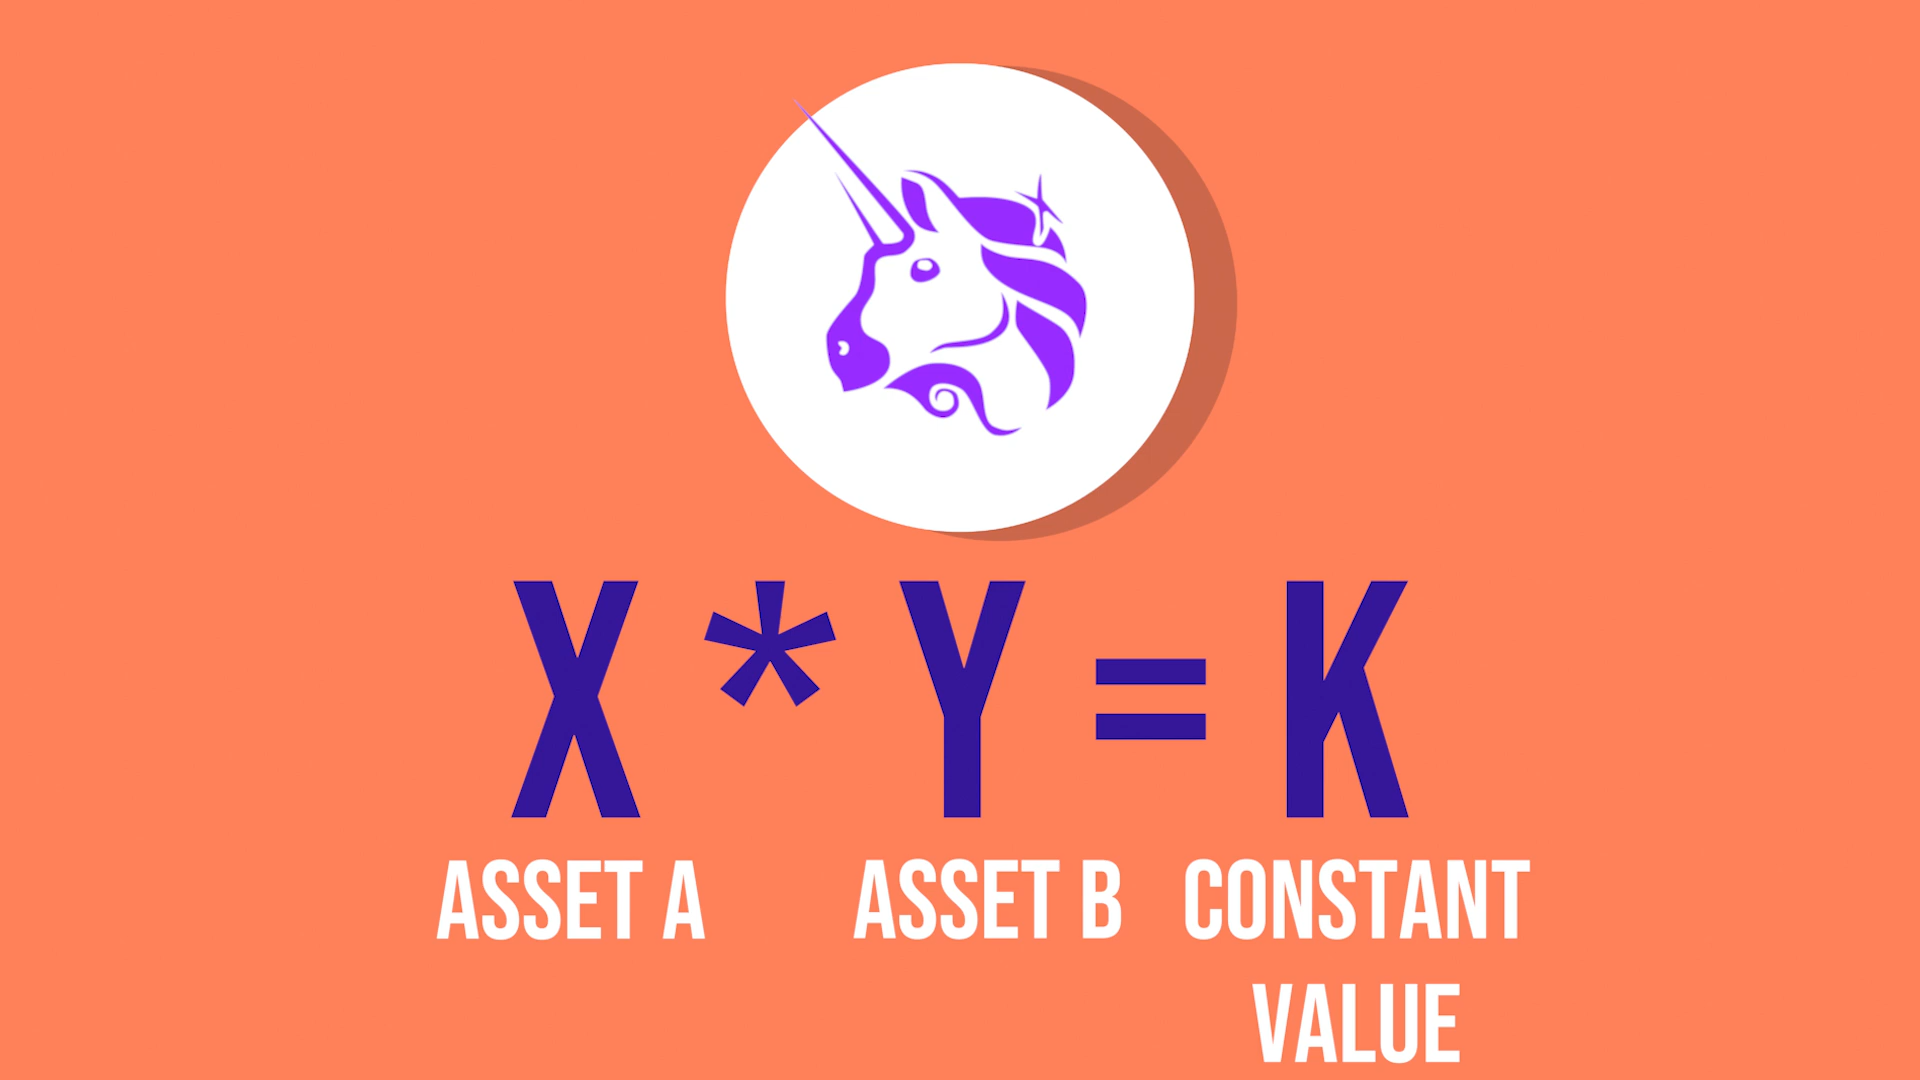 X * Y = K
ASSET A ASSET B CONSTANT
VALUE